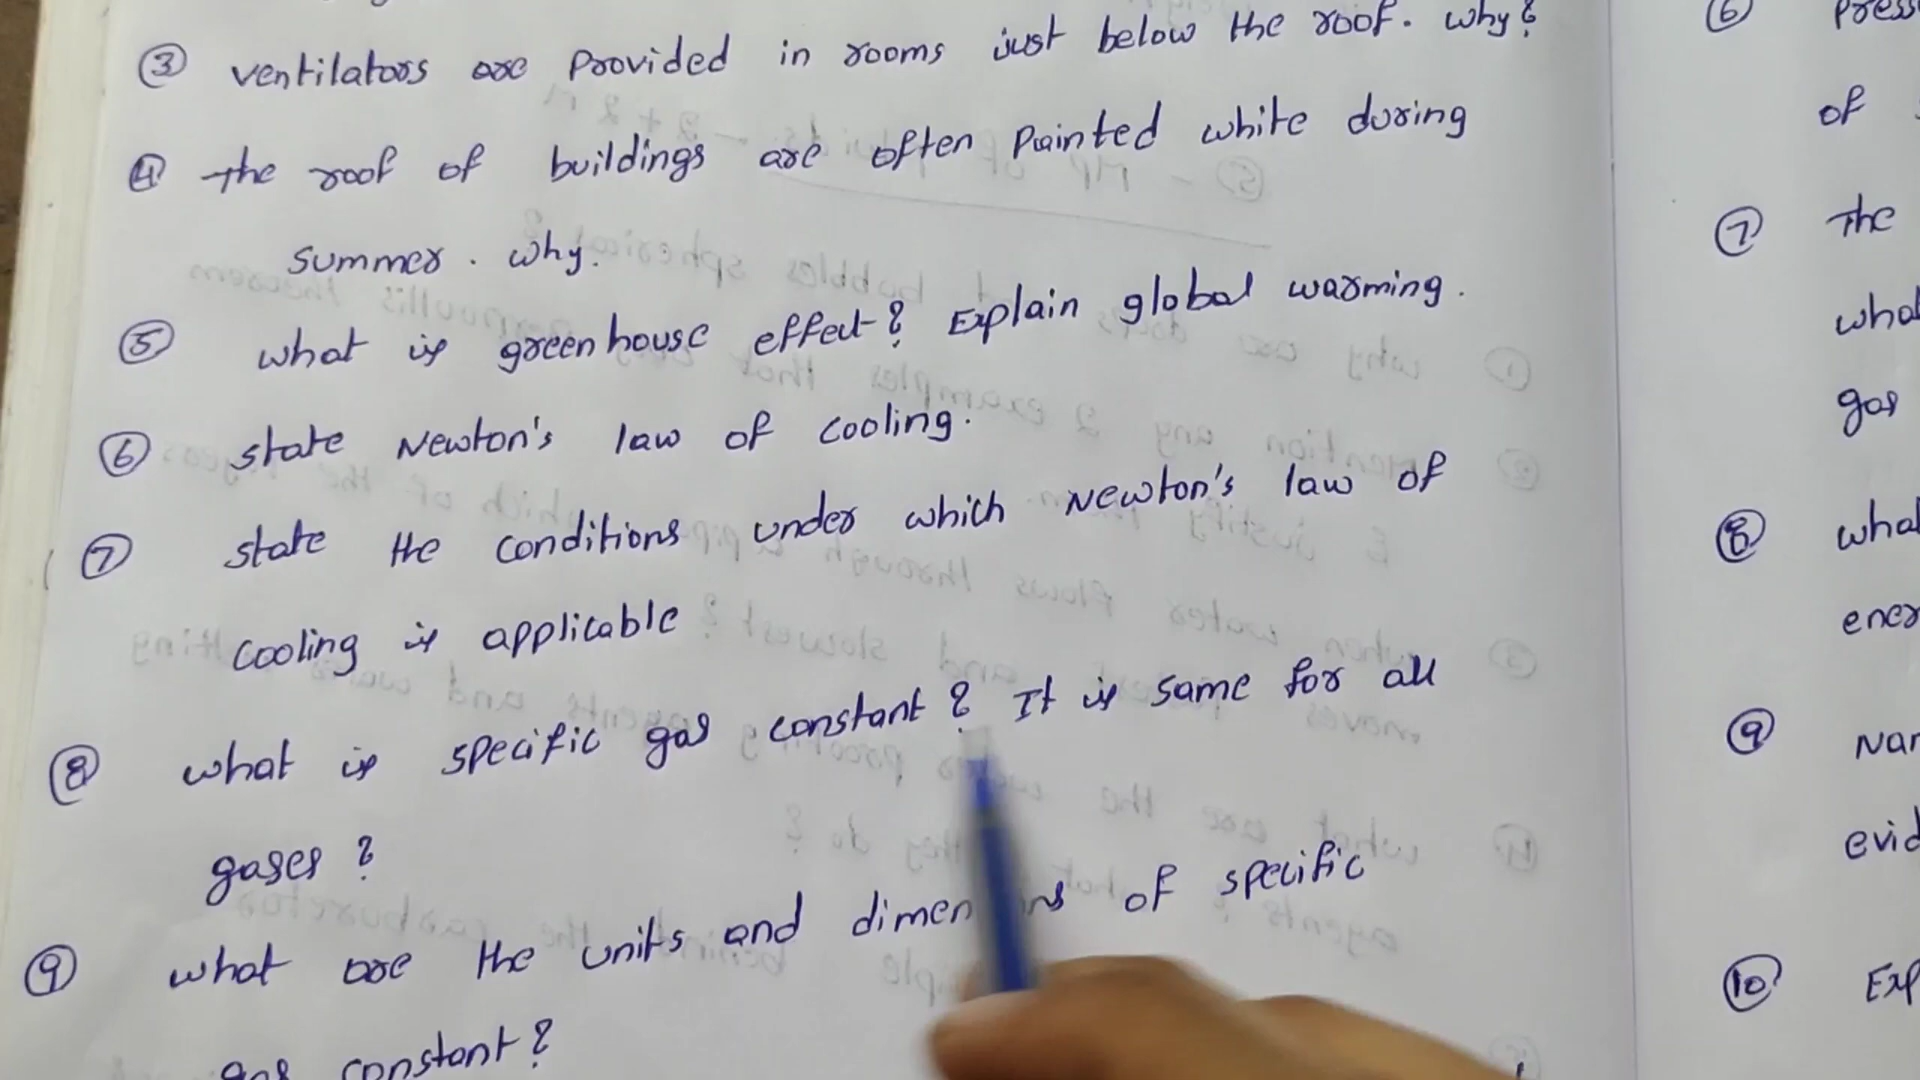 ③ ventilators are provided in rooms just below the roof. why?
④ the roof of buildings are often painted white during
summer. why.
⑤ what is greenhouse effect? Explain global warming.
⑥ state Newton's law of cooling.
⑦ state the conditions under which Newton's law of
cooling is applicable
⑧ what is specific gas constant? It is same for all
gases?
⑨ what are the units and of specific
gas constant?
⑥
of
⑦ The
gas
⑧
⑨
⑩